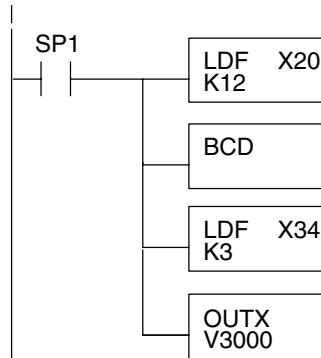 SP1
LDF X20
K12
BCD
LDF X34
K3
OUTX
V3000